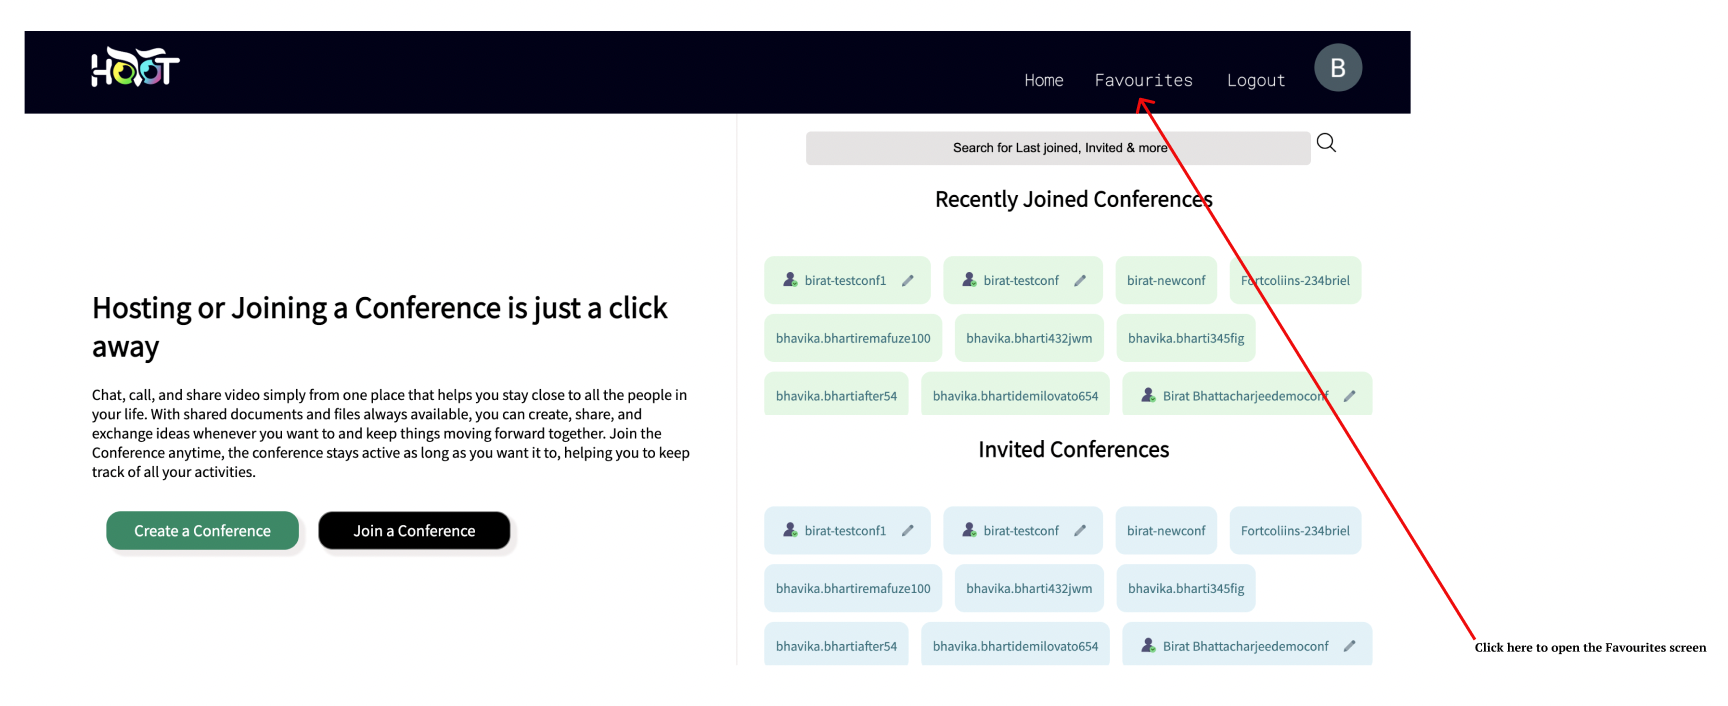 HOOT
Home Favourites Logout B
Search for Last joined, Invited & more
Recently Joined Conferences
birat-testconf1 birat-testconf birat-newconf Fortcoliins-234briel
bhavika.bhartiremafuze100 bhavika.bharti432jwm bhavika.bharti345fig
bhavika.bhartiafter54 bhavika.bhartidemilovato654 Birat Bhattacharjeedemoconf
Hosting or Joining a Conference is just a click
away
Chat, call, and share video simply from one place that helps you stay close to all the people in
your life. With shared documents and files always available, you can create, share, and
exchange ideas whenever you want to and keep things moving forward together. Join the
Conference anytime, the conference stays active as long as you want it to, helping you to keep
track of all your activities.
Create a Conference Join a Conference
Invited Conferences
birat-testconf1 birat-testconf birat-newconf Fortcoliins-234briel
bhavika.bhartiremafuze100 bhavika.bharti432jwm bhavika.bharti345fig
bhavika.bhartiafter54 bhavika.bhartidemilovato654 Birat Bhattacharjeedemoconf
Click here to open the Favourites screen